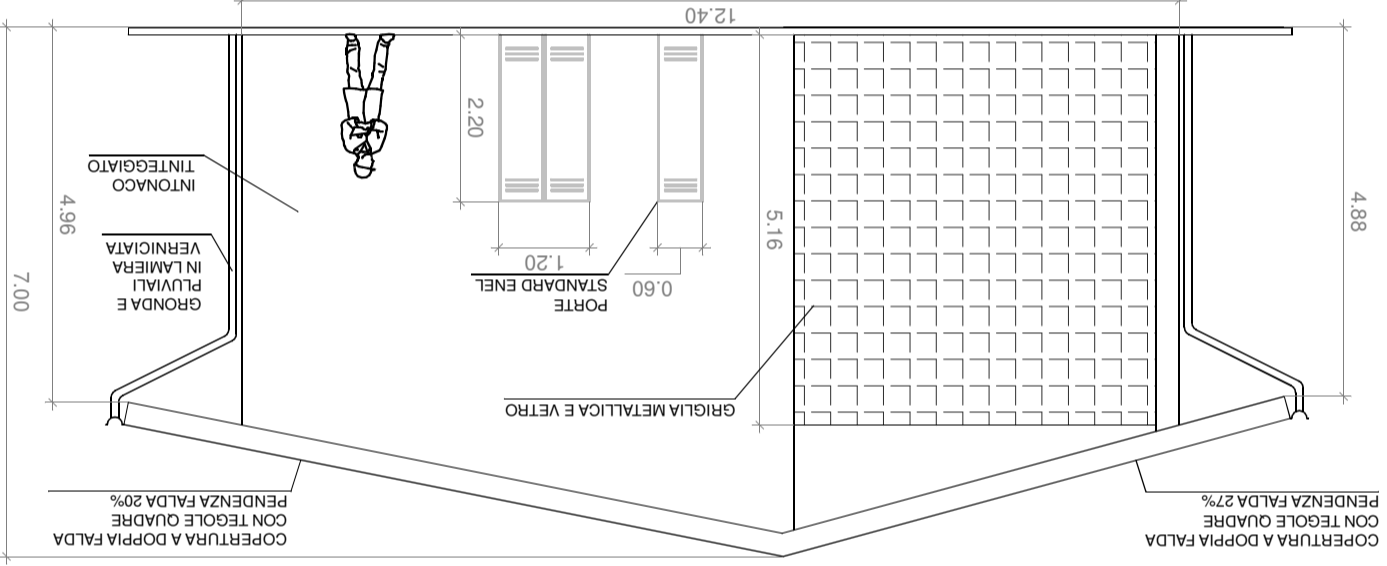 COPERTURA A DOPPIA FALDA
CON TEGOLE QUADRE
PENDENZA FALDA 27%
COPERTURA A DOPPIA FALDA
CON TEGOLE QUADRE
PENDENZA FALDA 20%
GRIGLIA METALLICA E VETRO
GRONDA E
PLUVIALI
IN LAMIERA
VERNICIATA
PORTE
STANDARD ENEL
0.60
1.20
INTONACO
TINTEGGIATO
4.88
5.16
2.20
4.96
7.00
12.40